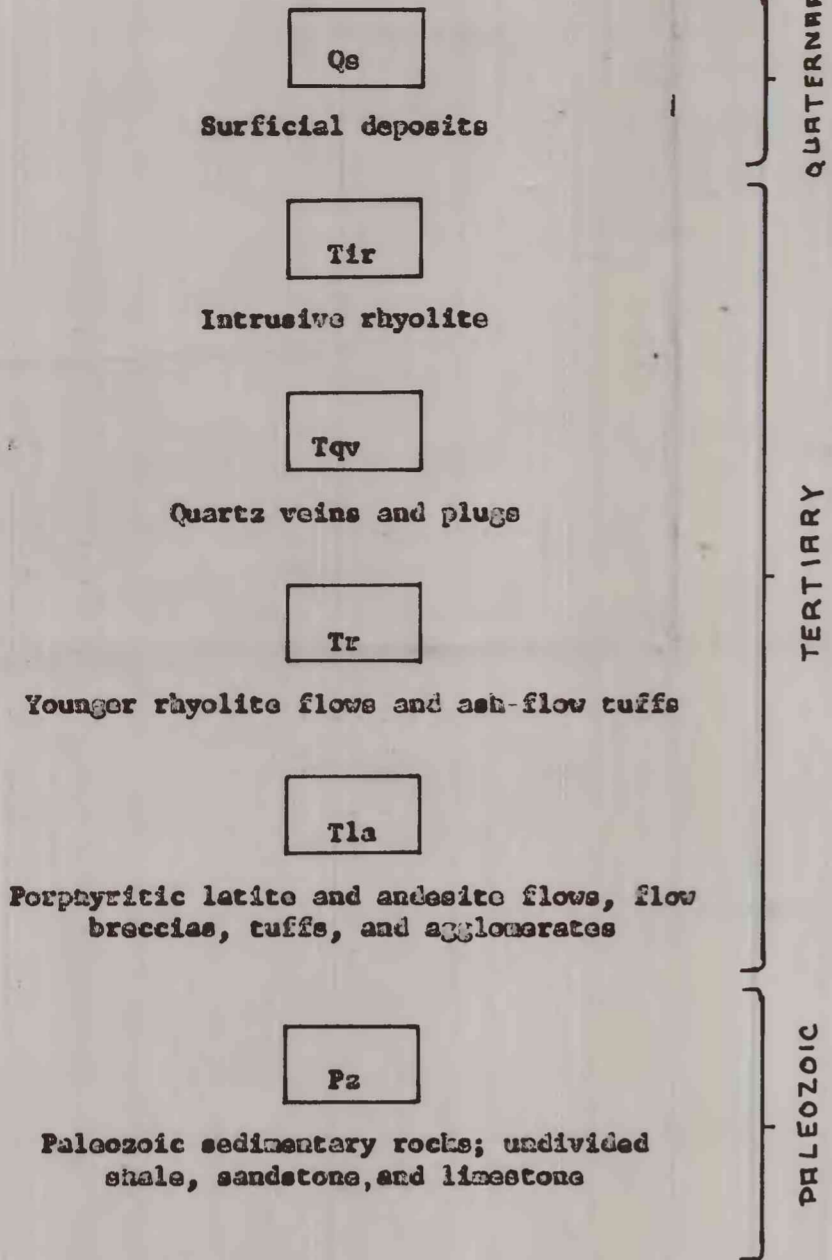 Qs
Surficial deposits
QUATERNAR
Tir
Intrusive rhyolite
Tqv
Quartz veins and plugs
Tr
Younger rhyolite flows and ash-flow tuffs
TERTIARY
Tla
Porphyritic latite and andesite flows, flow
breccias, tuffs, and agglomerates
Pz
Paleozoic sedimentary rocks; undivided
shale, sandstone,and limestone
PALEOZOIC